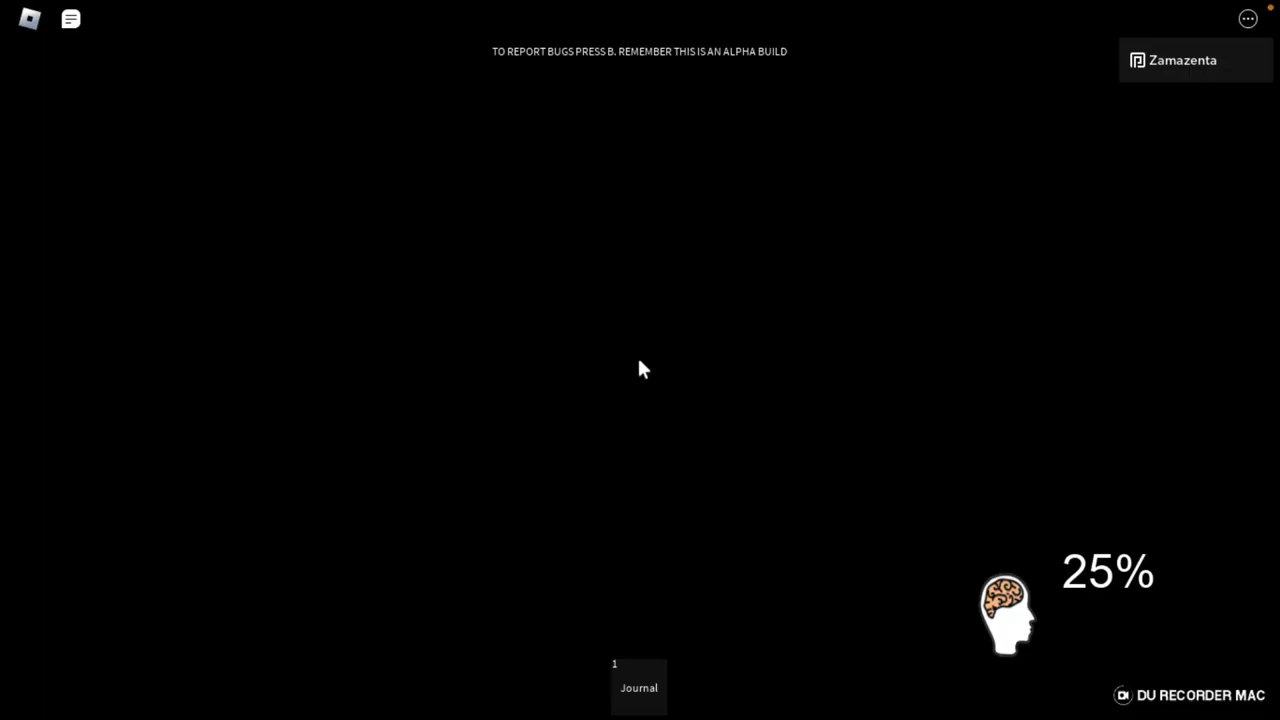 TO REPORT BUGS PRESS B. REMEMBER THIS IS AN ALPHA BUILD
Zamazenta
25%
1
Journal
DU RECORDER MAC